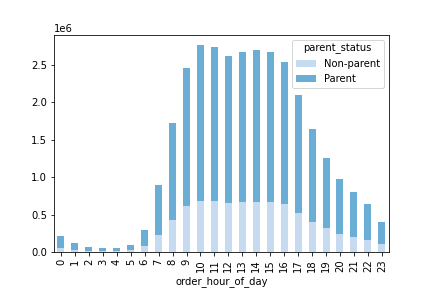 1e6
parent_status
Non-parent
Parent
2.5
2.0
1.5
1.0
0.5
0.0
0 1 2 3 4 5 6 7 8 9 10 11 12 13 14 15 16 17 18 19 20 21 22 23
order_hour_of_day